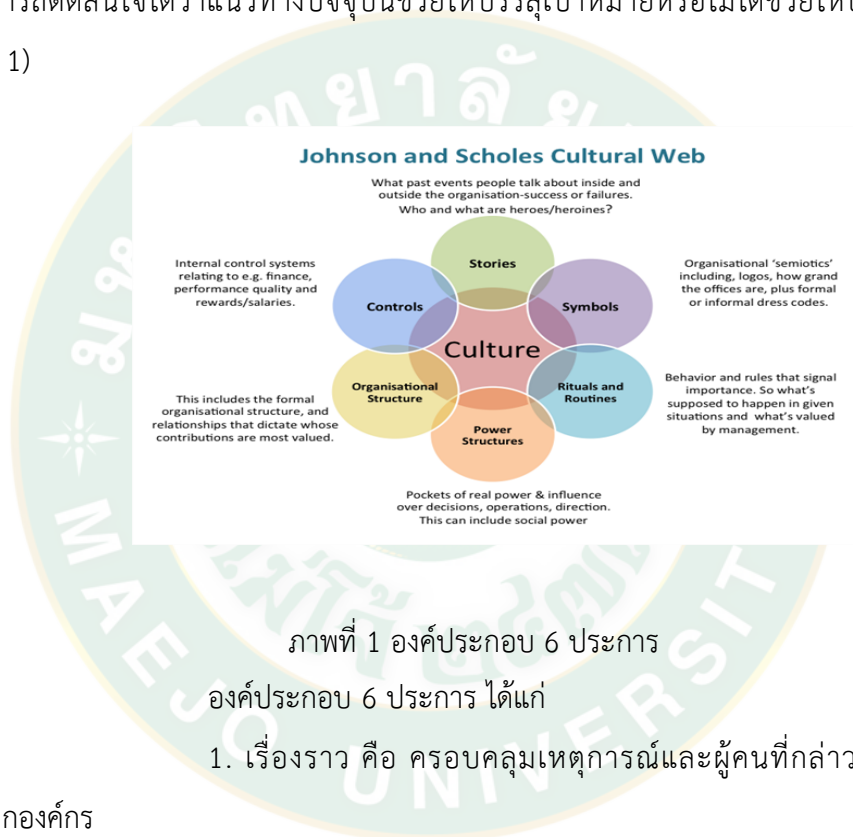 1)
Johnson and Scholes Cultural Web
What past events people talk about inside and
outside the organisation-success or failures.
Who and what are heroes/heroines?
Stories
Internal control systems
relating to e.g. finance,
performance quality and
rewards/salaries.
Controls
Symbols
Organisational 'semiotics'
including, logos, how grand
the offices are, plus formal
or informal dress codes.
Culture
This includes the formal
organisational structure, and
relationships that dictate whose
contributions are most valued.
Organisational
Structure
Rituals and
Routines
Behavior and rules that signal
importance. So what's
supposed to happen in given
situations and what's valued
by management.
Power
Structures
Pockets of real power & influence
over decisions, operations, direction.
This can include social power
ภาพที่ 1 องค์ประกอบ 6 ประการ
องค์ประกอบ 6 ประการ ได้แก่
1. เรื่องราว คือ ครอบคลุมเหตุการณ์และผู้คนที่กล่าว
กองค์กร
MAEJO UNIVERSIT